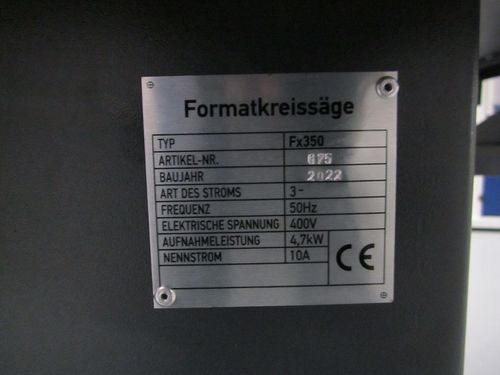 Formatkreissäge
TYP Fx350
ARTIKEL-NR. 675
BAUJAHR 2022
ART DES STROMS 3~
FREQUENZ 50Hz
ELEKTRISCHE SPANNUNG 400V
AUFNAHMELEISTUNG 4,7kW
NENNSTROM 10A
CE